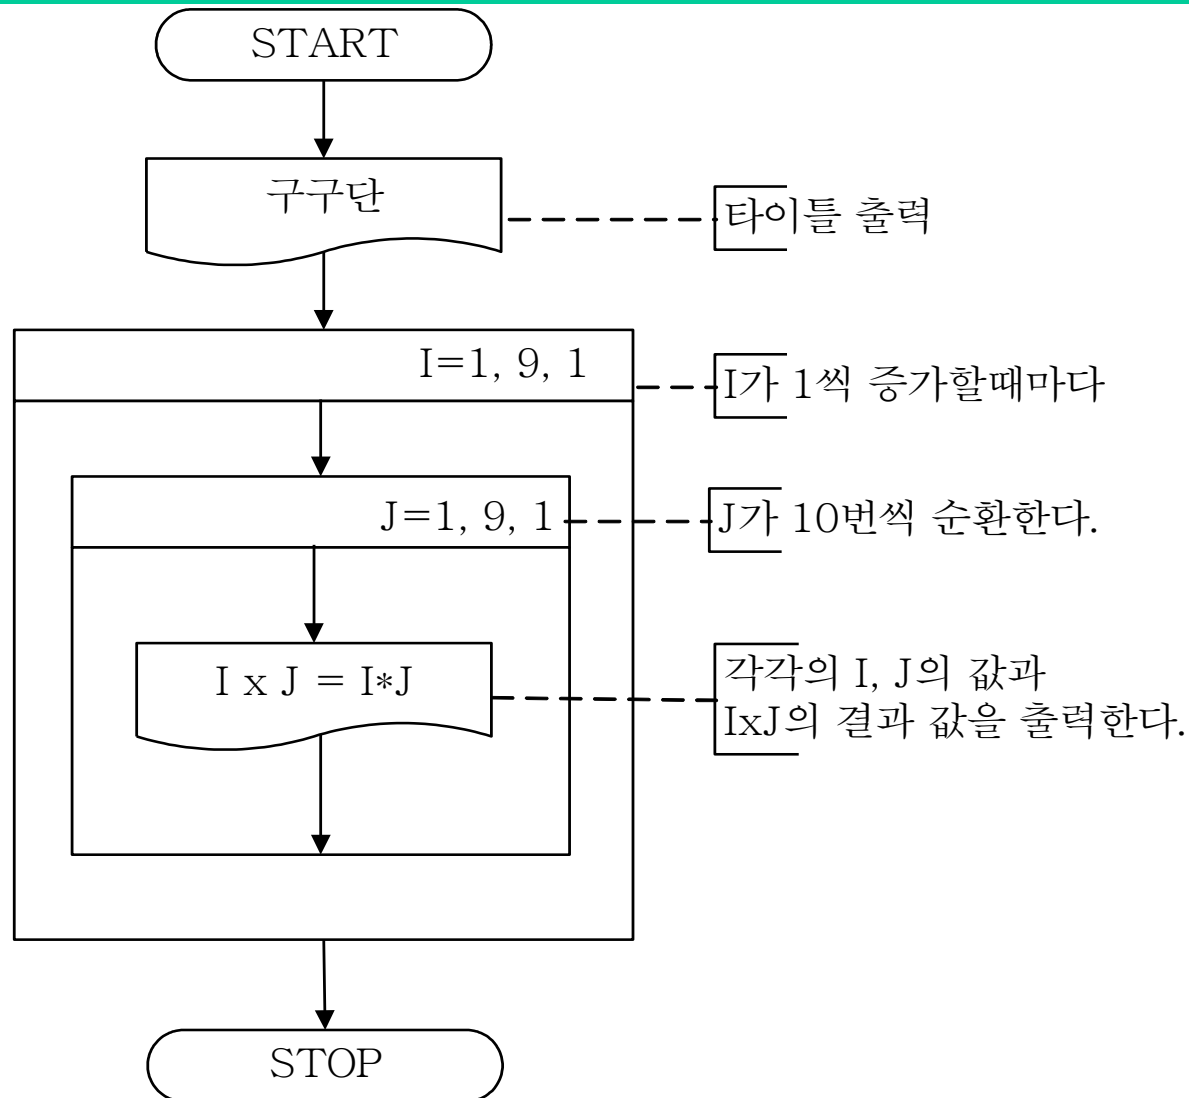 START
구구단
타이틀 출력
I=1, 9, 1
I가 1씩 증가할때마다
J=1, 9, 1
J가 10번씩 순환한다.
I x J = I*J
각각의 I, J의 값과
IxJ의 결과 값을 출력한다.
STOP